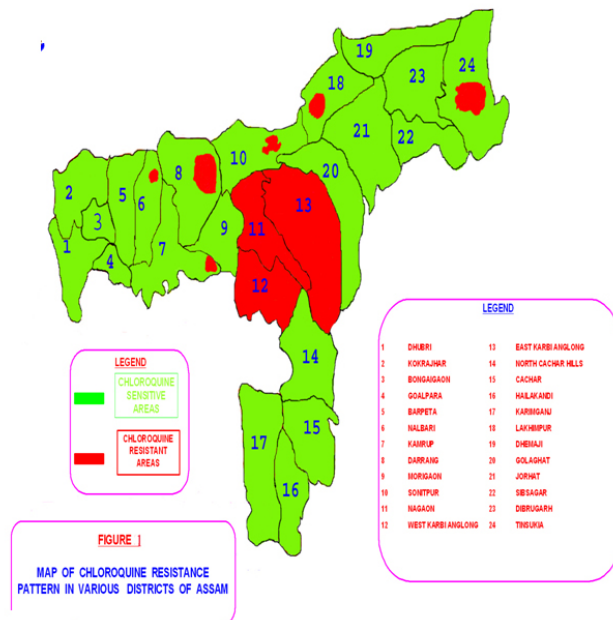 19
24
23
18
21
22
10
8
20
2
5
6
13
3
11
9
1
7
4
12
14
17
15
16
LEGEND
CHLOROQUINE
SENSITIVE
AREAS
CHLOROQUINE
RESISTANT
AREAS
FIGURE 1
MAP OF CHLOROQUINE RESISTANCE
PATTERN IN VARIOUS DISTRICTS OF ASSAM
LEGEND
1 DHUBRI 13 EAST KARBI ANGLONG
2 KOKRAJHAR 14 NORTH CACHAR HILLS
3 BONGAIGAON 15 CACHAR
4 GOALPARA 16 HAILAKANDI
5 BARPETA 17 KARIMGANJ
6 NALBARI 18 LAKHIMPUR
7 KAMRUP 19 DHEMAJI
8 DARRANG 20 GOLAGHAT
9 MORIGAON 21 JORHAT
10 SONITPUR 22 SIBSAGAR
11 NAGAON 23 DIBRUGARH
12 WEST KARBI ANGLONG 24 TINSUKIA